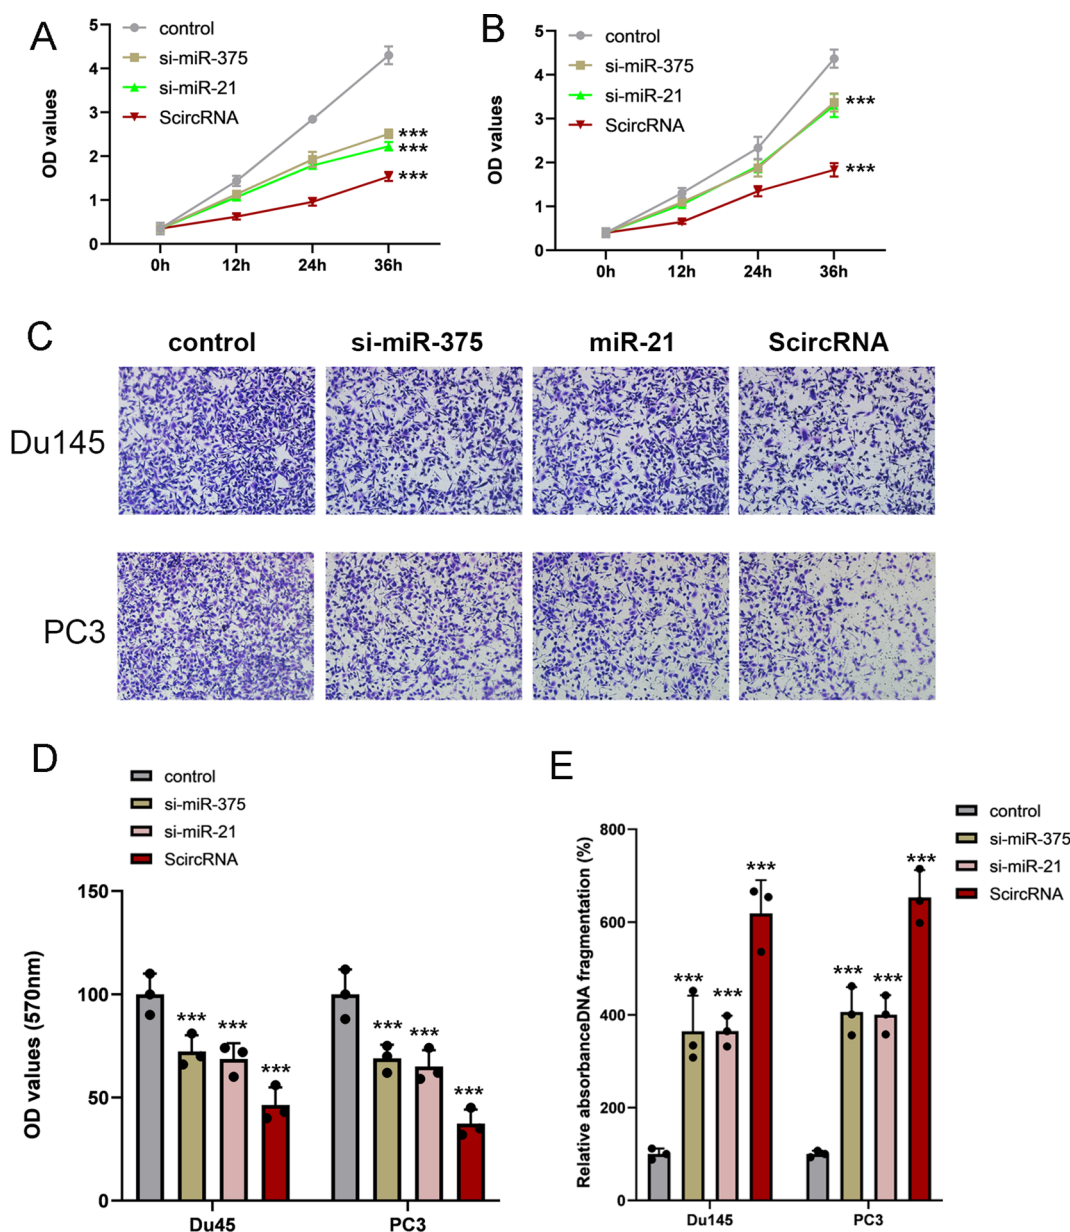 A
OD values
5
4
3
2
1
0
control
si-miR-375
si-miR-21
ScircRNA
***
***
***
0h 12h 24h 36h
B
OD values
5
4
3
2
1
0
control
si-miR-375
si-miR-21
ScircRNA
***
***
0h 12h 24h 36h
C
control si-miR-375 miR-21 ScircRNA
Du145
PC3
D
control
si-miR-375
si-miR-21
ScircRNA
OD values (570nm)
150
100
50
0
*** *** ***
*** *** ***
Du45 PC3
E
control
si-miR-375
si-miR-21
ScircRNA
Relative absorbanceDNA fragmentation (%)
800
600
400
200
0
*** *** ***
*** *** ***
Du145 PC3